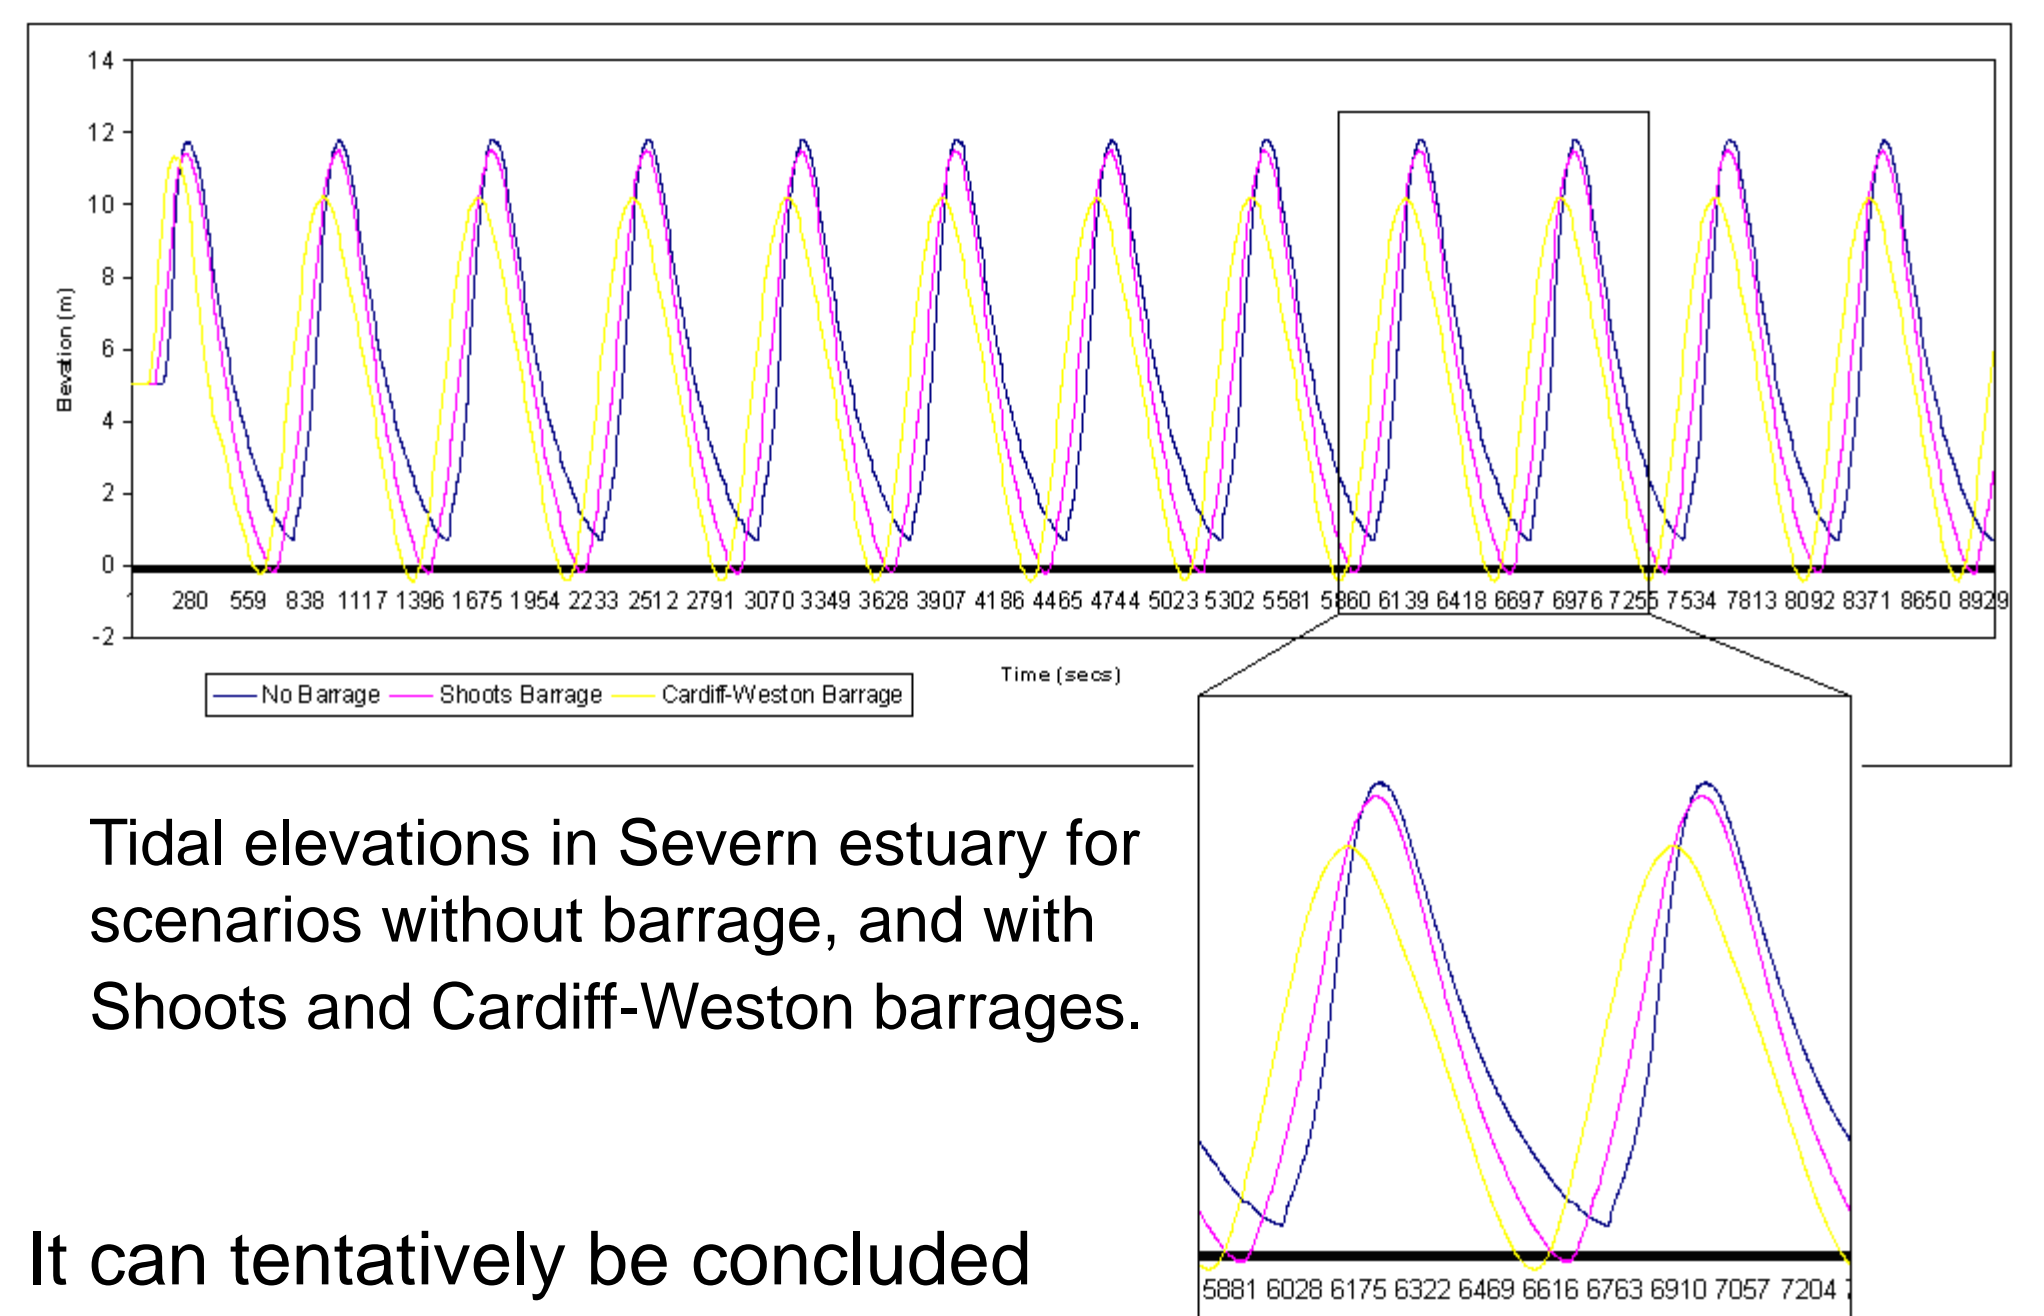 14
12
10
8
6
4
2
0
-2
Elevation (m)
280 559 838 1117 1396 1675 1954 2233 2512 2791 3070 3349 3628 3907 4186 4465 4744 5023 5302 5581 5860 6139 6418 6697 6976 7255 7534 7813 8092 8371 8650 8929
Time (secs)
No Barrage Shoots Barrage Cardiff-Weston Barrage
Tidal elevations in Severn estuary for
scenarios without barrage, and with
Shoots and Cardiff-Weston barrages.
It can tentatively be concluded
5881 6028 6175 6322 6469 6616 6763 6910 7057 7204